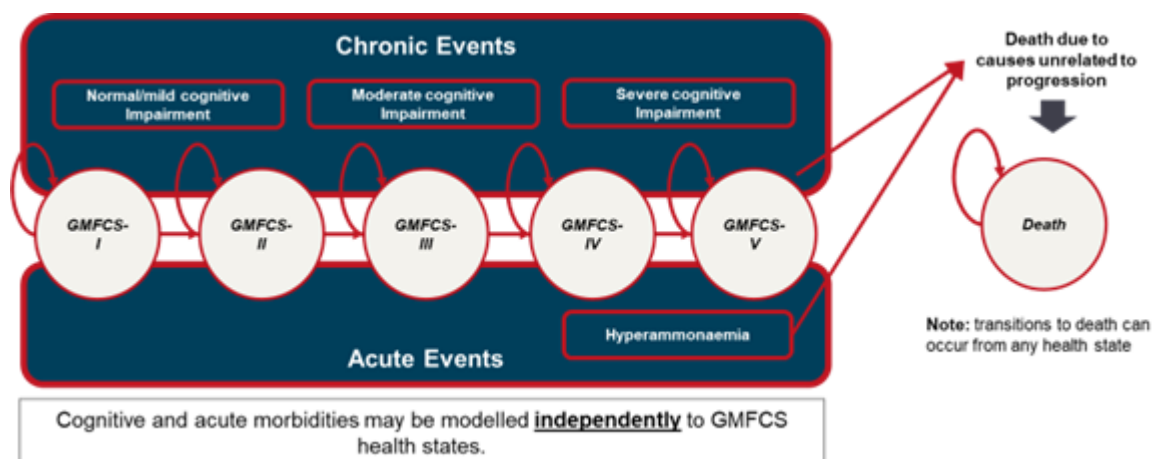 Chronic Events
Normal/mild cognitive
Impairment
Moderate cognitive
Impairment
Severe cognitive
Impairment
GMFCS-
I
GMFCS-
II
GMFCS-
III
GMFCS-
IV
GMFCS-
V
Hyperammonaemia
Acute Events
Cognitive and acute morbidities may be modelled independently to GMFCS
health states.
Death due to
causes unrelated to
progression
Death
Note: transitions to death can
occur from any health state